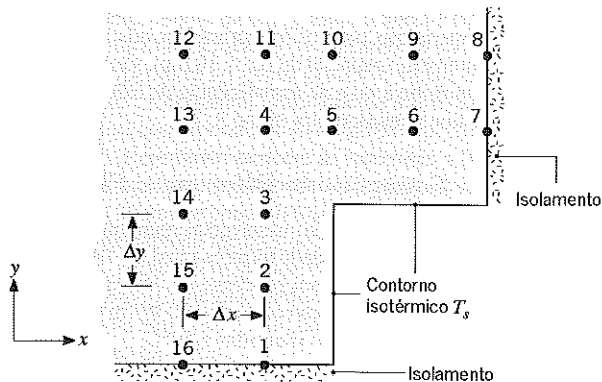 12 11 10 9 8
13 4 5 6 7
Isolamento
14 3
Δy
Contorno
isotérmico Ts
15 2
Δx
y
x
16 1
Isolamento